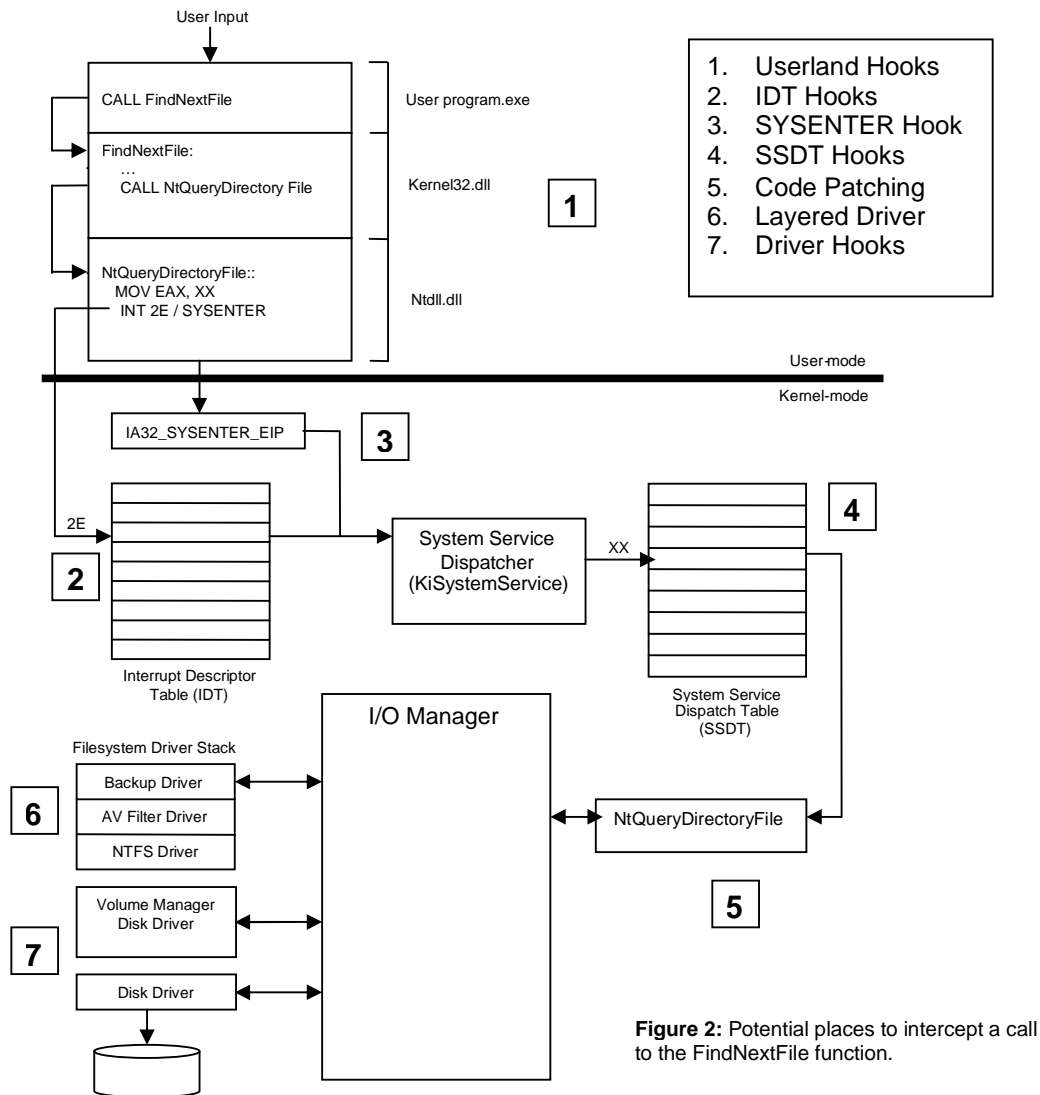 User Input
CALL FindNextFile
User program.exe
FindNextFile:
…
CALL NtQueryDirectory File
Kernel32.dll
1
NtQueryDirectoryFile::
MOV EAX, XX
INT 2E / SYSENTER
Ntdll.dll
1. Userland Hooks
2. IDT Hooks
3. SYSENTER Hook
4. SSDT Hooks
5. Code Patching
6. Layered Driver
7. Driver Hooks
User-mode
Kernel-mode
IA32_SYSENTER_EIP
3
2E
2
Interrupt Descriptor
Table (IDT)
System Service
Dispatcher
(KiSystemService)
XX
4
System Service
Dispatch Table
(SSDT)
I/O Manager
Filesystem Driver Stack
Backup Driver
AV Filter Driver
NTFS Driver
6
Volume Manager
Disk Driver
7
Disk Driver
NtQueryDirectoryFile
5
Figure 2: Potential places to intercept a call
to the FindNextFile function.